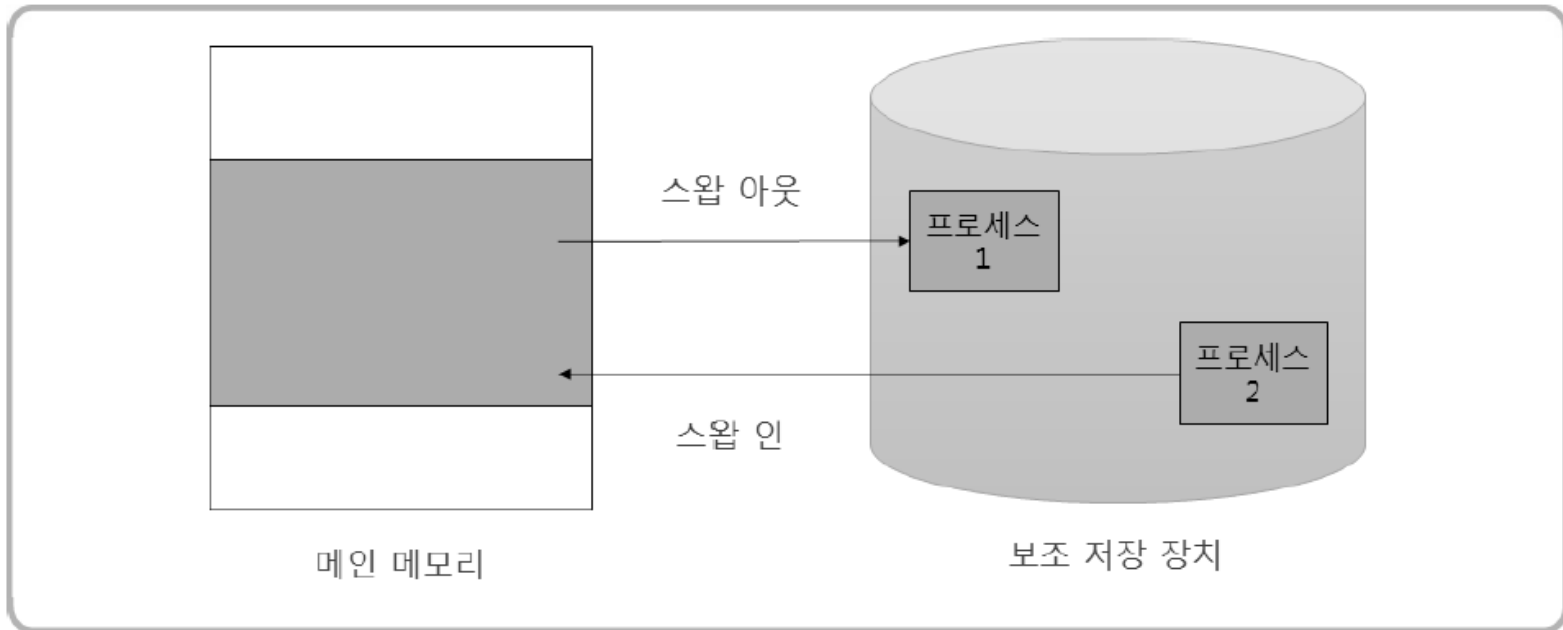 스왑 아웃
프로세스
1
프로세스
2
스왑 인
메인 메모리
보조 저장 장치